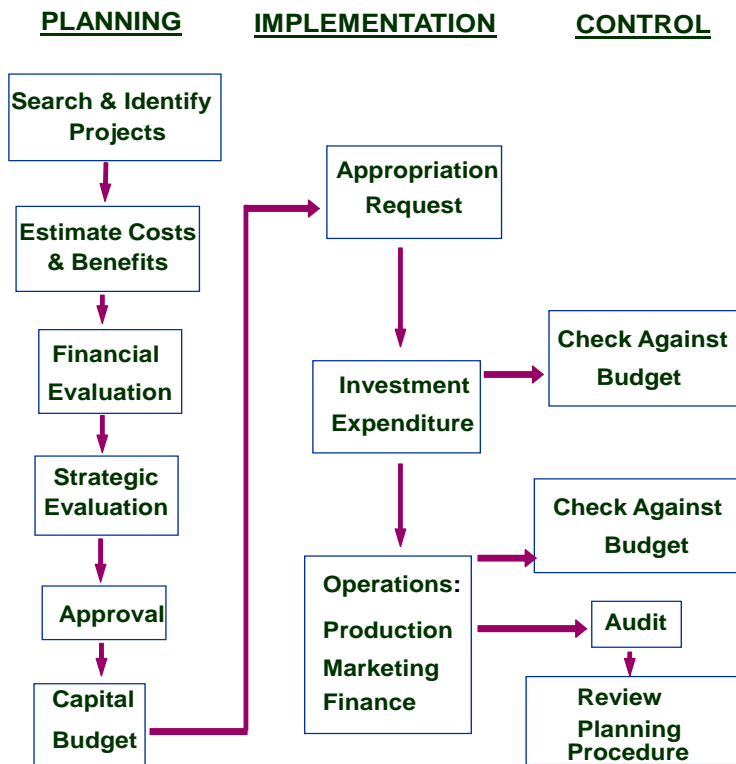 PLANNING
IMPLEMENTATION
CONTROL
Search & Identify
Projects
Estimate Costs
& Benefits
Financial
Evaluation
Strategic
Evaluation
Approval
Capital
Budget
Appropriation
Request
Investment
Expenditure
Operations:
Production
Marketing
Finance
Check Against
Budget
Check Against
Budget
Audit
Review
Planning
Procedure